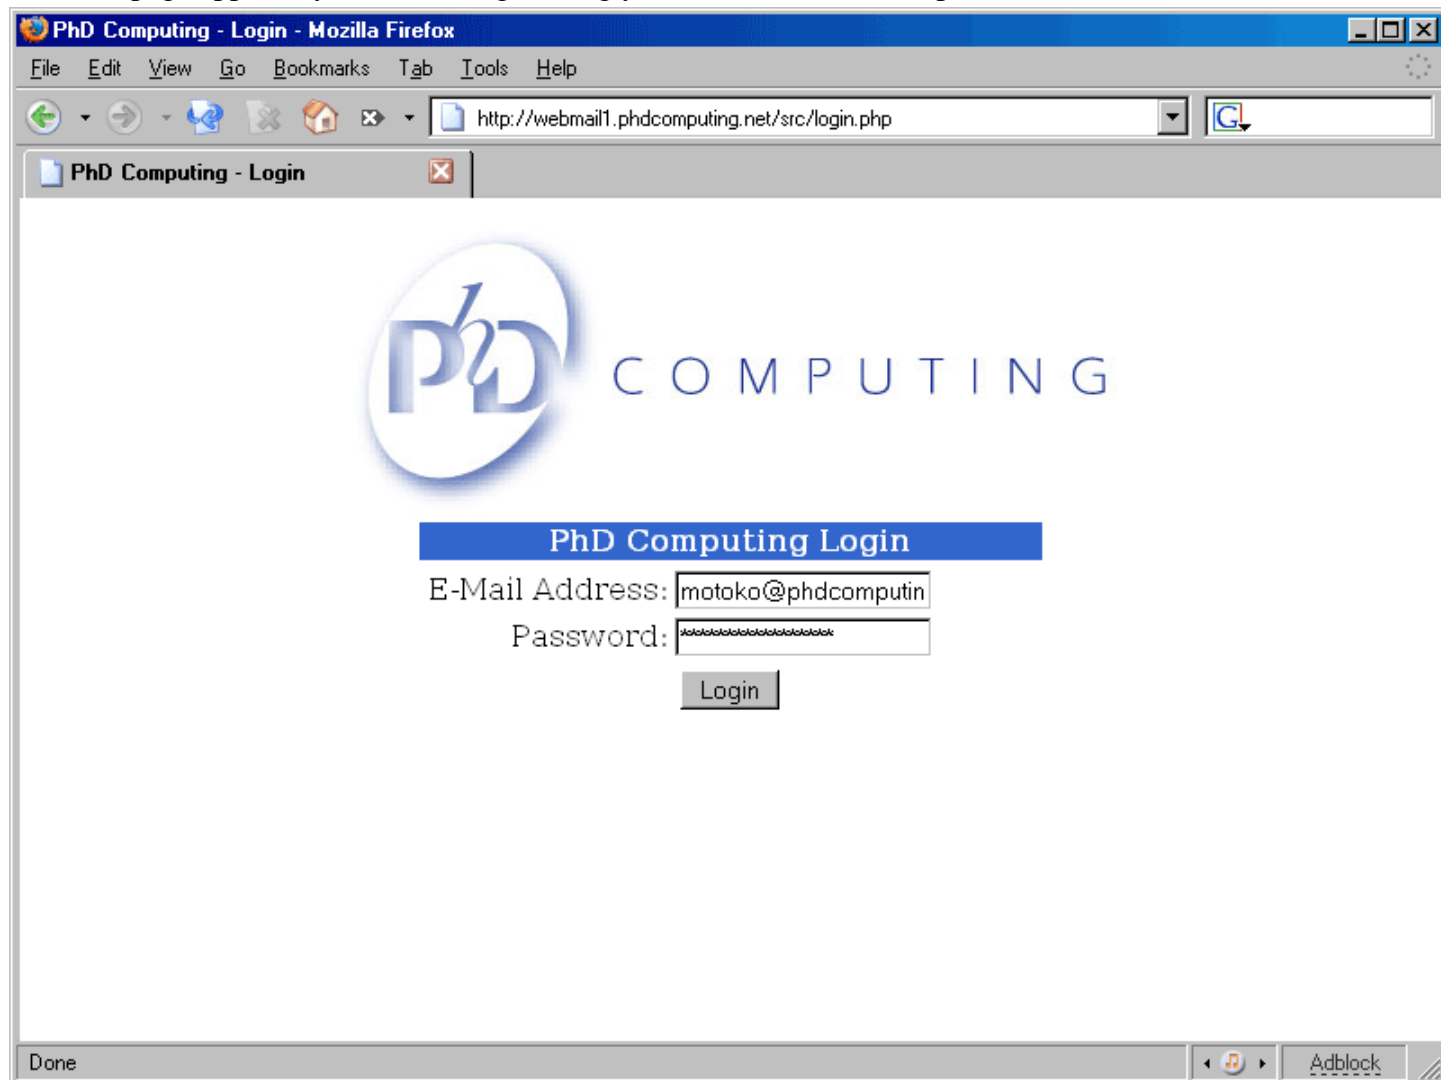 PhD Computing - Login - Mozilla Firefox
File Edit View Go Bookmarks Tab Tools Help
http://webmail1.phdcomputing.net/src/login.php
G
PhD Computing - Login
PhD COMPUTING
PhD Computing Login
E-Mail Address: motoko@phdcomputin
Password: ******************
Login
Done
Adblock